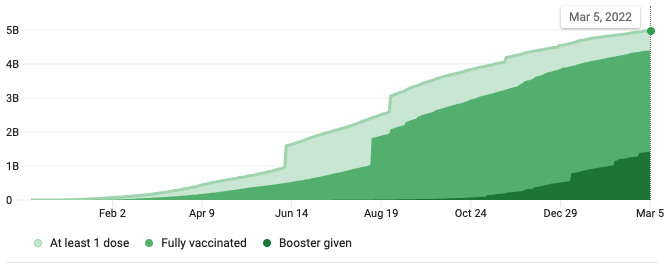 Mar 5, 2022
5B
4B
3B
2B
1B
0
Feb 2 Apr 9 Jun 14 Aug 19 Oct 24 Dec 29 Mar 5
At least 1 dose Fully vaccinated Booster given